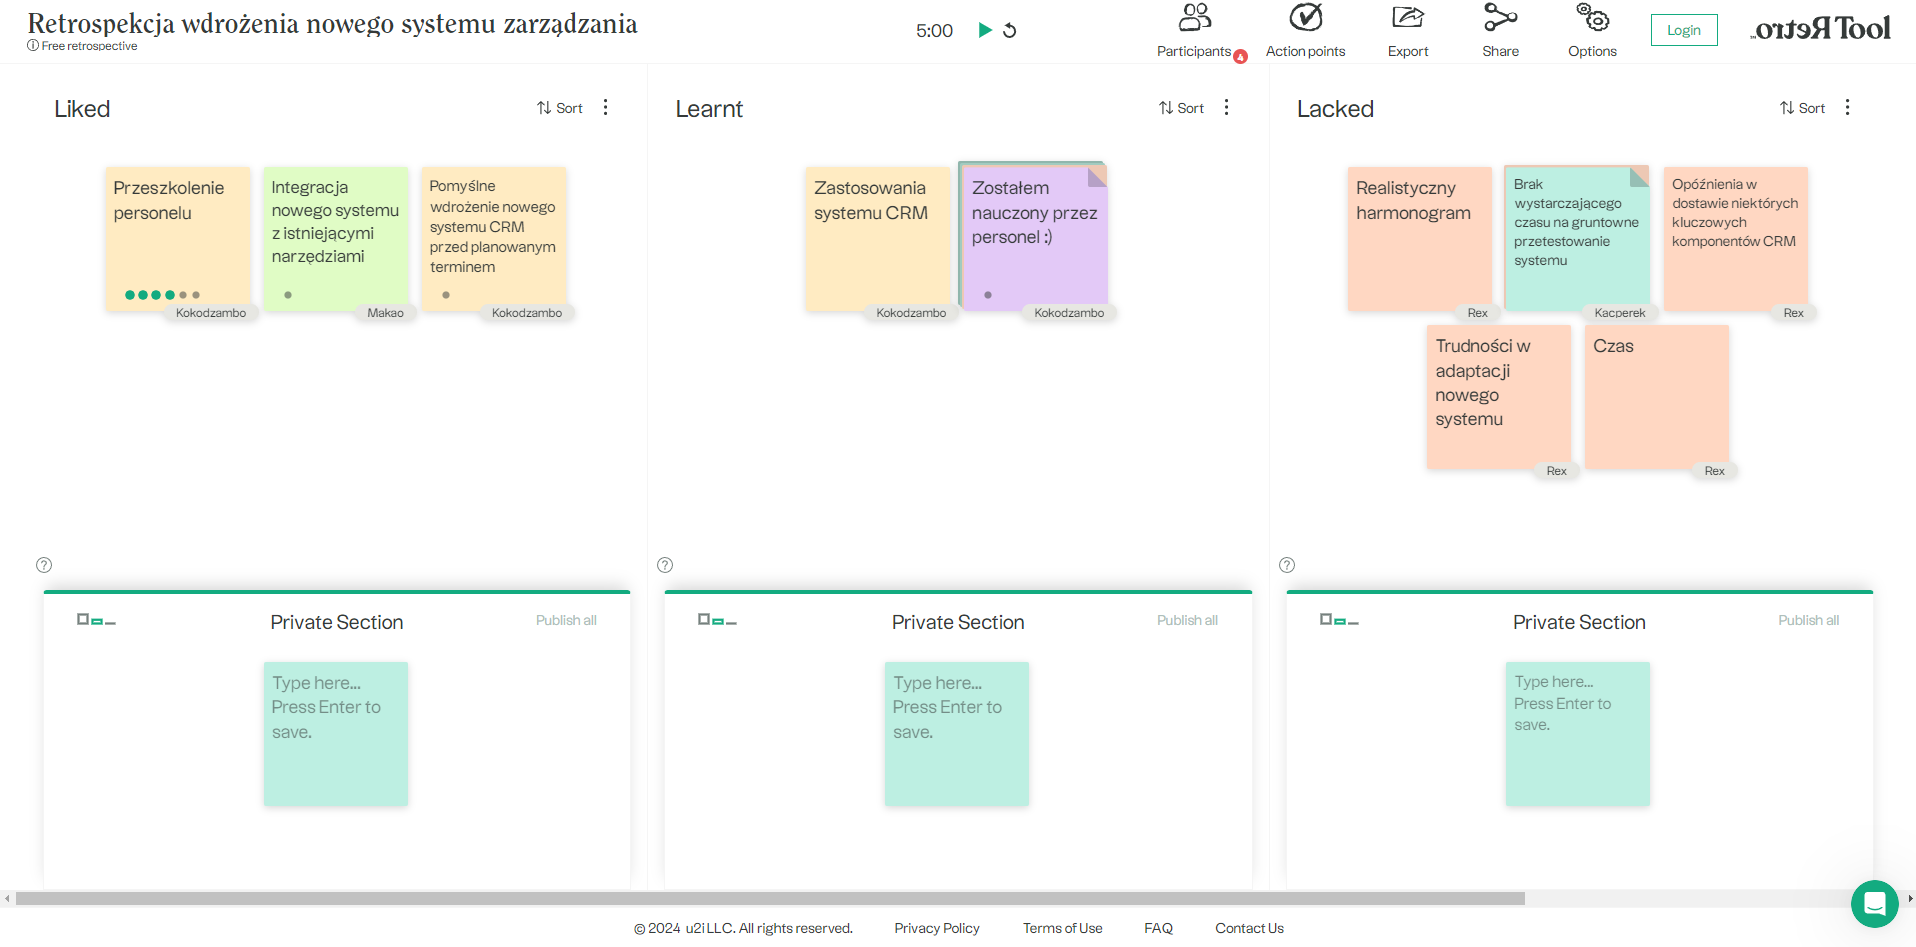 Retrospekcja wdrożenia nowego systemu zarządzania
Free retrospective
5:00
Participants
4
Action points
Export
Share
Options
Login
Retro Tool
Liked
Sort
Przeszkolenie
personelu
Kokodzambo
Integracja
nowego systemu
z istniejącymi
narzędziami
Makao
Pomyślne
wdrożenie nowego
systemu CRM
przed planowanym
terminem
Kokodzambo
Learnt
Sort
Zastosowania
systemu CRM
Kokodzambo
Zostałem
nauczony przez
personel :)
Kokodzambo
Lacked
Sort
Realistyczny
harmonogram
Rex
Brak
wystarczającego
czasu na gruntowne
przetestowanie
systemu
Kacperek
Opóźnienia w
dostawie niektórych
kluczowych
komponentów CRM
Rex
Trudności w
adaptacji
nowego
systemu
Rex
Czas
Rex
?
Private Section
Publish all
Type here...
Press Enter to
save.
?
Private Section
Publish all
Type here...
Press Enter to
save.
?
Private Section
Publish all
Type here...
Press Enter to
save.
© 2024 u2i LLC. All rights reserved.
Privacy Policy
Terms of Use
FAQ
Contact Us